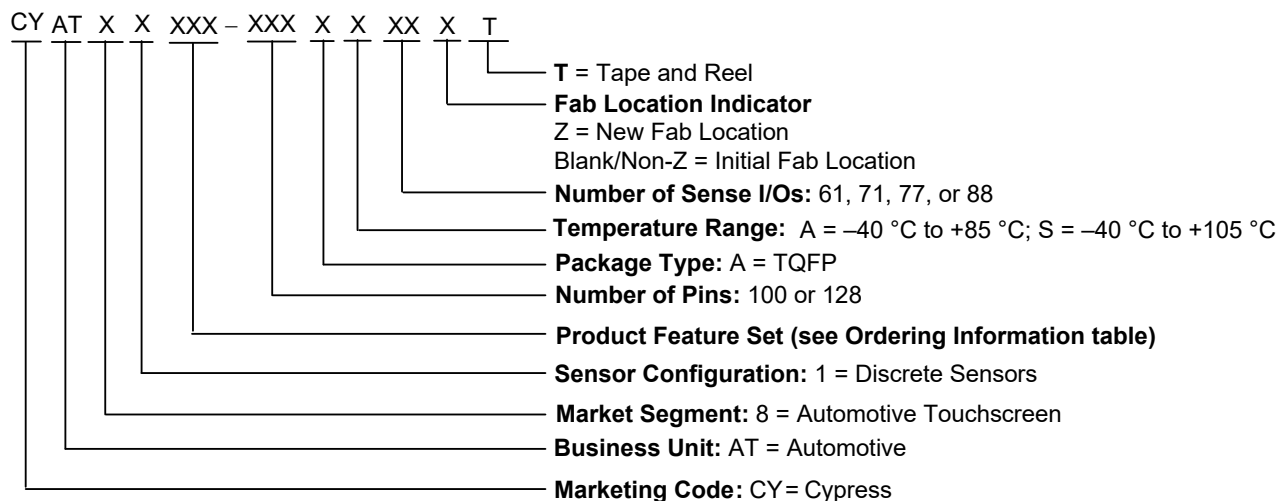 CY AT X X XXX – XXX X X XX X T
T = Tape and Reel
Fab Location Indicator
Z = New Fab Location
Blank/Non-Z = Initial Fab Location
Number of Sense I/Os: 61, 71, 77, or 88
Temperature Range: A = –40 °C to +85 °C; S = –40 °C to +105 °C
Package Type: A = TQFP
Number of Pins: 100 or 128
Product Feature Set (see Ordering Information table)
Sensor Configuration: 1 = Discrete Sensors
Market Segment: 8 = Automotive Touchscreen
Business Unit: AT = Automotive
Marketing Code: CY = Cypress